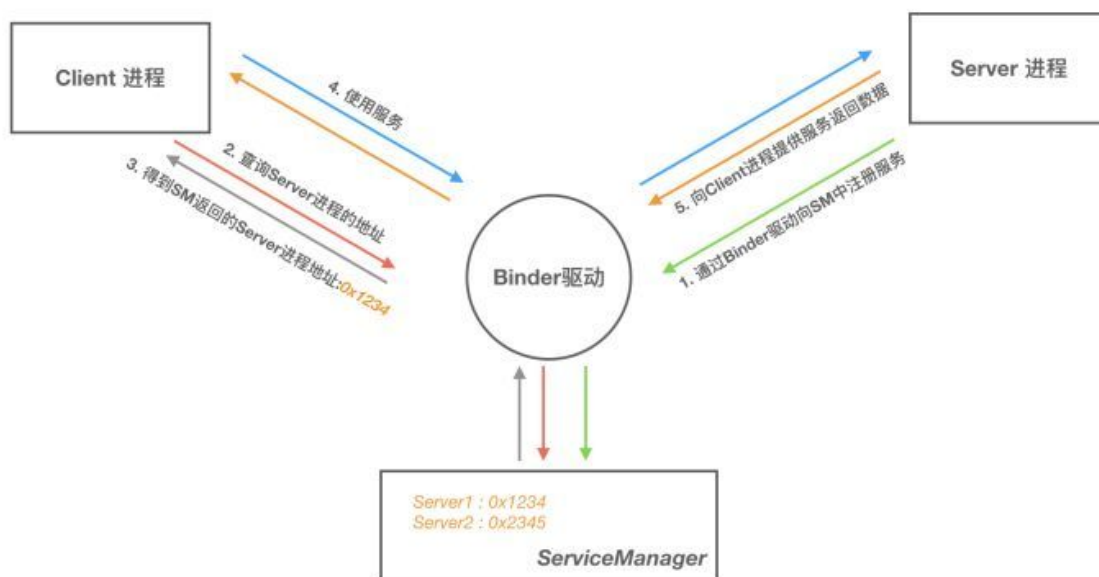 Client 进程
Server 进程
4. 使用服务
2. 查询Server进程的地址
3. 得到SM返回的Server进程地址:0x1234
5. 向Client进程提供服务返回数据
1. 通过Binder驱动向SM中注册服务
Binder驱动
Server1 : 0x1234
Server2 : 0x2345
ServiceManager